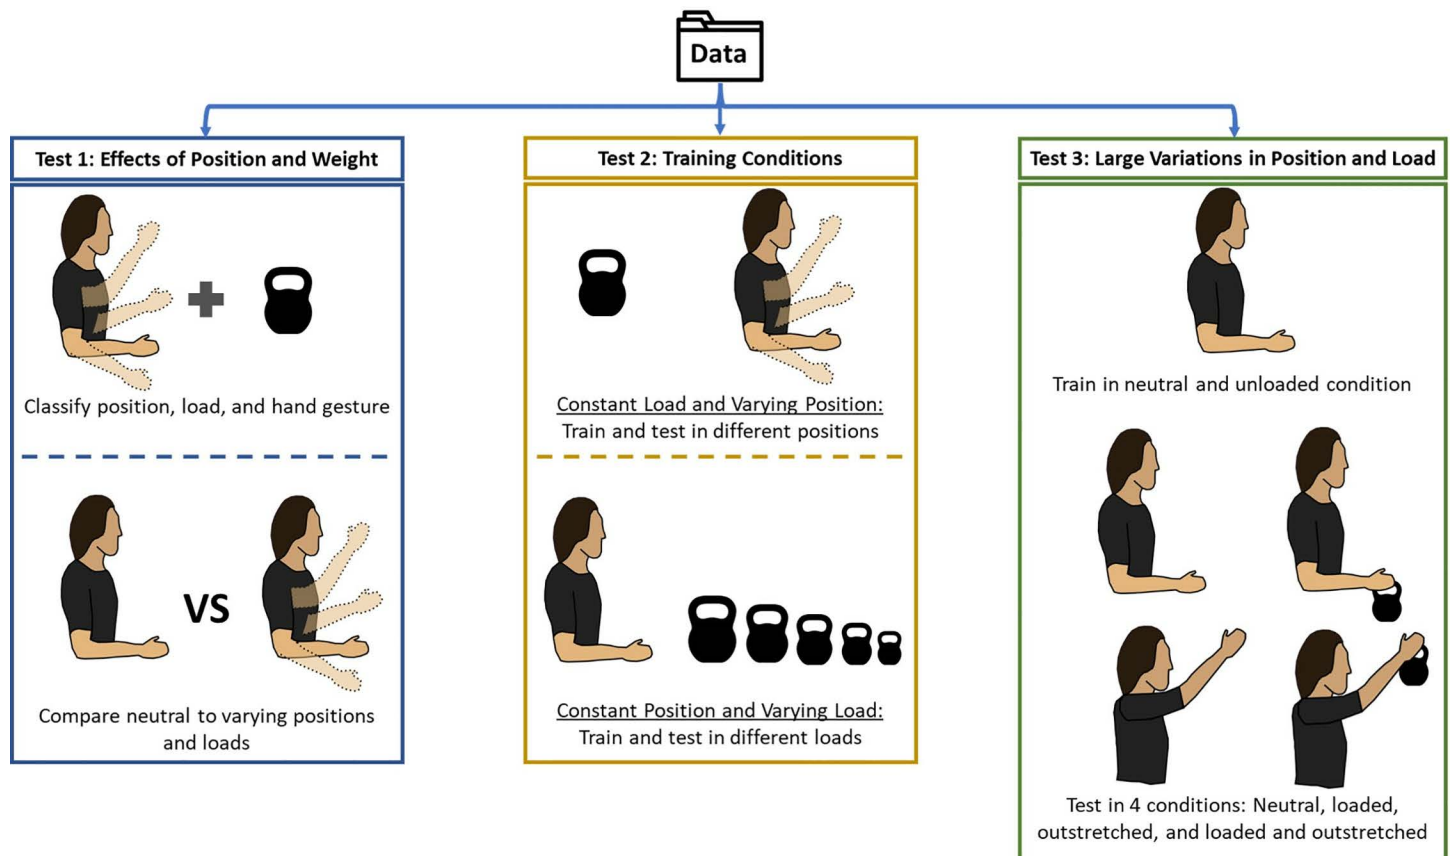 Data
Test 1: Effects of Position and Weight
Classify position, load, and hand gesture
VS
Compare neutral to varying positions
and loads
Test 2: Training Conditions
Constant Load and Varying Position:
Train and test in different positions
Constant Position and Varying Load:
Train and test in different loads
Test 3: Large Variations in Position and Load
Train in neutral and unloaded condition
Test in 4 conditions: Neutral, loaded,
outstretched, and loaded and outstretched